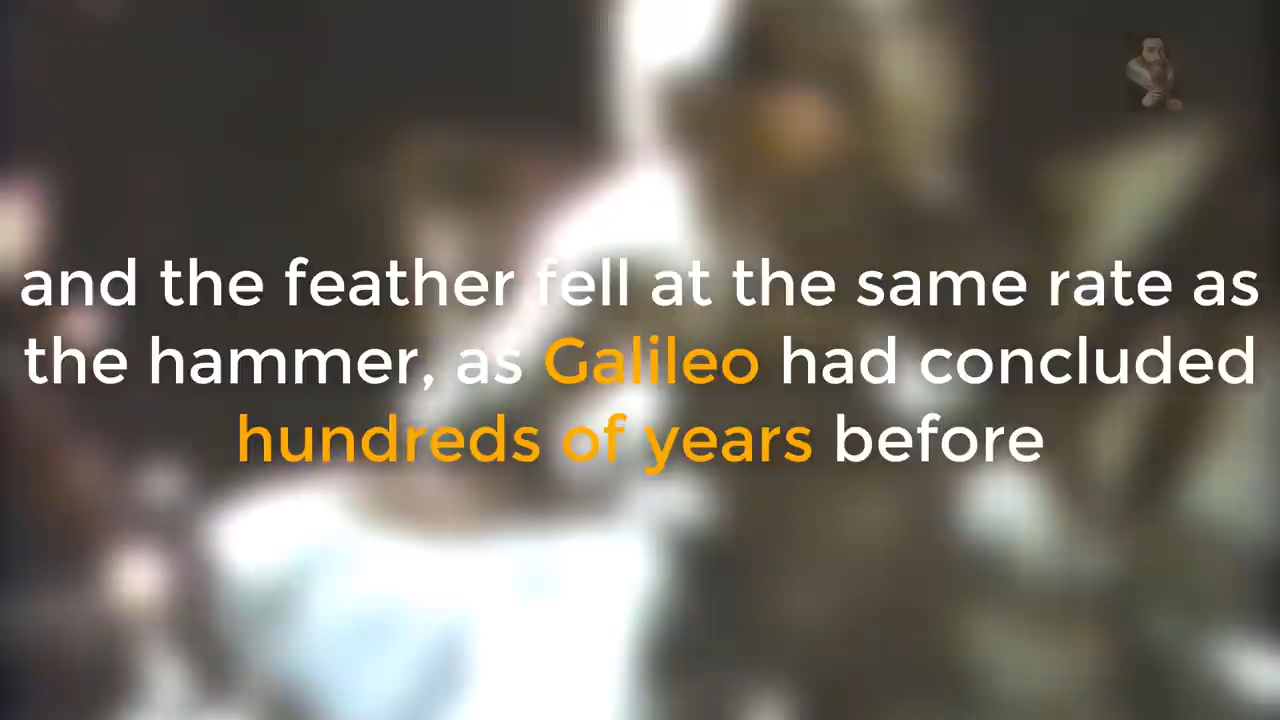 and the feather fell at the same rate as
the hammer, as Galileo had concluded
hundreds of years before